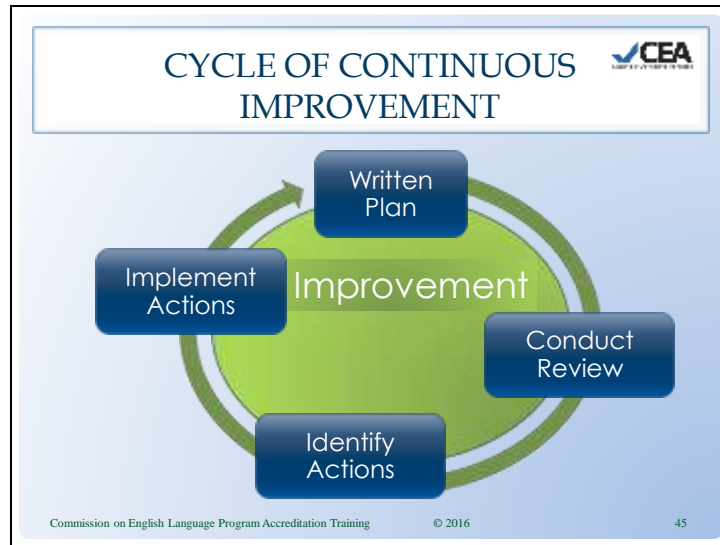 CYCLE OF CONTINUOUS
IMPROVEMENT
CEA
Written
Plan
Implement
Actions
Improvement
Conduct
Review
Identify
Actions
Commission on English Language Program Accreditation Training © 2016 45